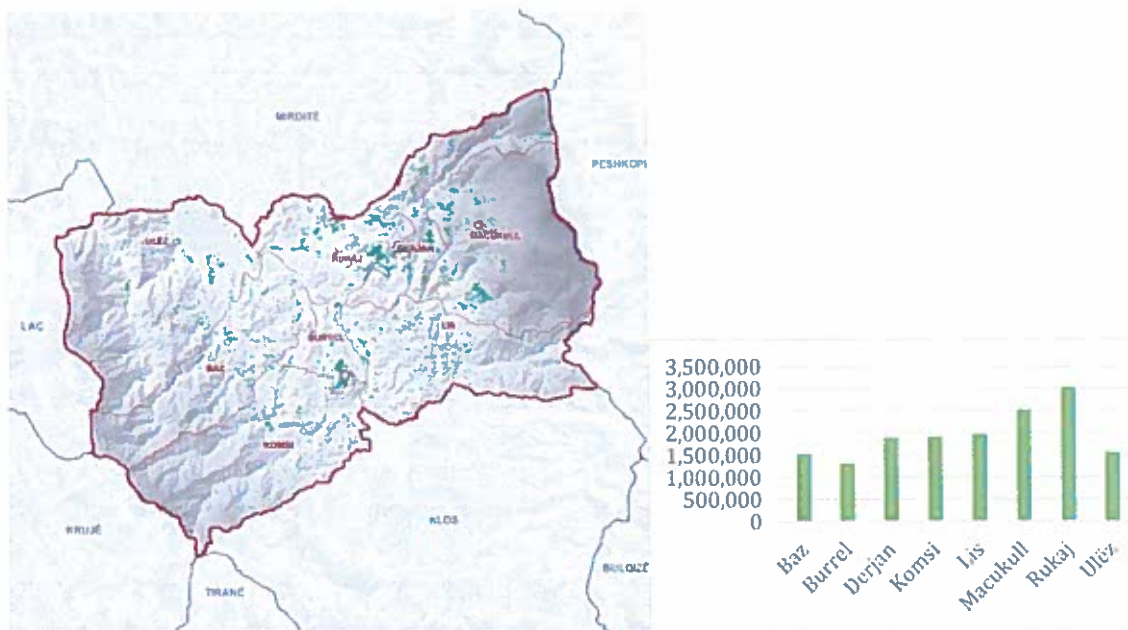 MIRDITË
PESHKOPI
ULËZ
MACUKULL
RUKAJ
DERJAN
LAÇ
LIS
BURREL
BAZ
KOMSI
KRUJË
KLOS
BULQIZË
TIRANË
3,500,000
3,000,000
2,500,000
2,000,000
1,500,000
1,000,000
500,000
0
Baz
Burrel
Derjan
Komsi
Lis
Macukull
Rukaj
Ulëz